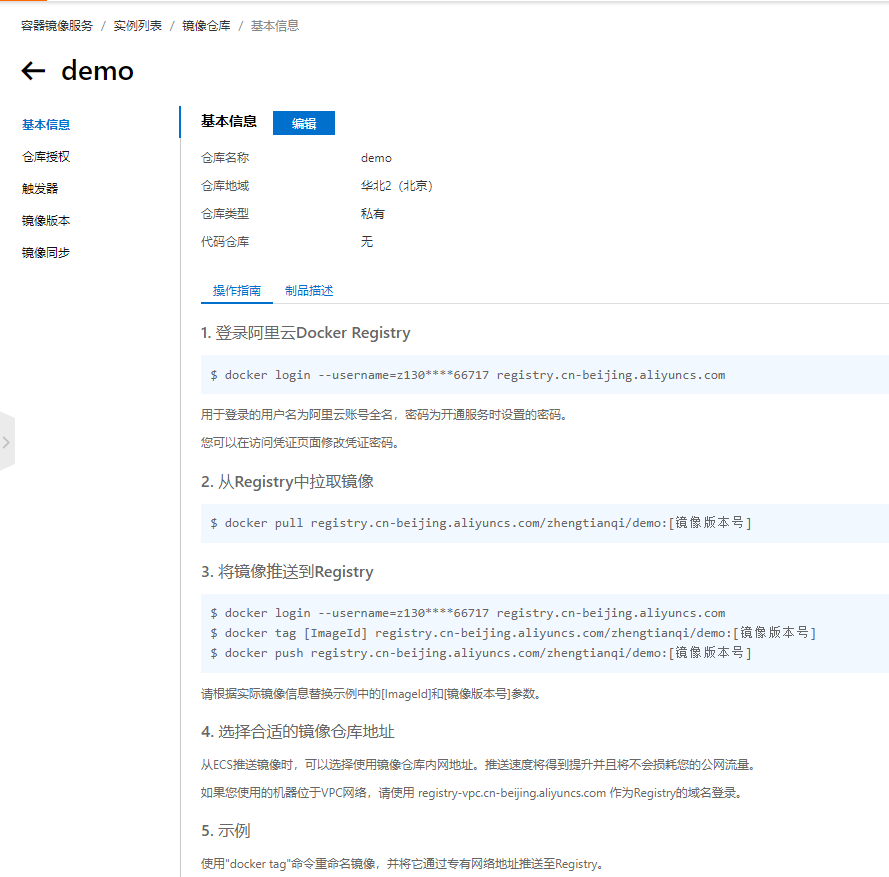 容器镜像服务 / 实例列表 / 镜像仓库 / 基本信息
← demo
基本信息
仓库授权
触发器
镜像版本
镜像同步
基本信息 编辑
仓库名称 demo
仓库地域 华北2（北京）
仓库类型 私有
代码仓库 无
操作指南 制品描述
1. 登录阿里云Docker Registry
$ docker login --username=z130****66717 registry.cn-beijing.aliyuncs.com
用于登录的用户名为阿里云账号全名，密码为开通服务时设置的密码。
您可以在访问凭证页面修改凭证密码。
2. 从Registry中拉取镜像
$ docker pull registry.cn-beijing.aliyuncs.com/zhengtianqi/demo:[镜像版本号]
3. 将镜像推送到Registry
$ docker login --username=z130****66717 registry.cn-beijing.aliyuncs.com
$ docker tag [ImageId] registry.cn-beijing.aliyuncs.com/zhengtianqi/demo:[镜像版本号]
$ docker push registry.cn-beijing.aliyuncs.com/zhengtianqi/demo:[镜像版本号]
请根据实际镜像信息替换示例中的[ImageId]和[镜像版本号]参数。
4. 选择合适的镜像仓库地址
从ECS推送镜像时，可以选择使用镜像仓库内网地址。推送速度将得到提升并且将不会损耗您的公网流量。
如果您使用的机器位于VPC网络，请使用 registry-vpc.cn-beijing.aliyuncs.com 作为Registry的域名登录。
5. 示例
使用"docker tag"命令重命名镜像，并将它通过专有网络地址推送至Registry。